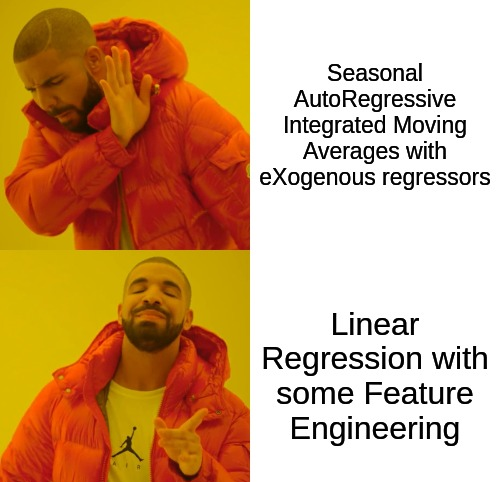 Seasonal
AutoRegressive
Integrated Moving
Averages with
eXogenous regressors
Linear
Regression with
some Feature
Engineering